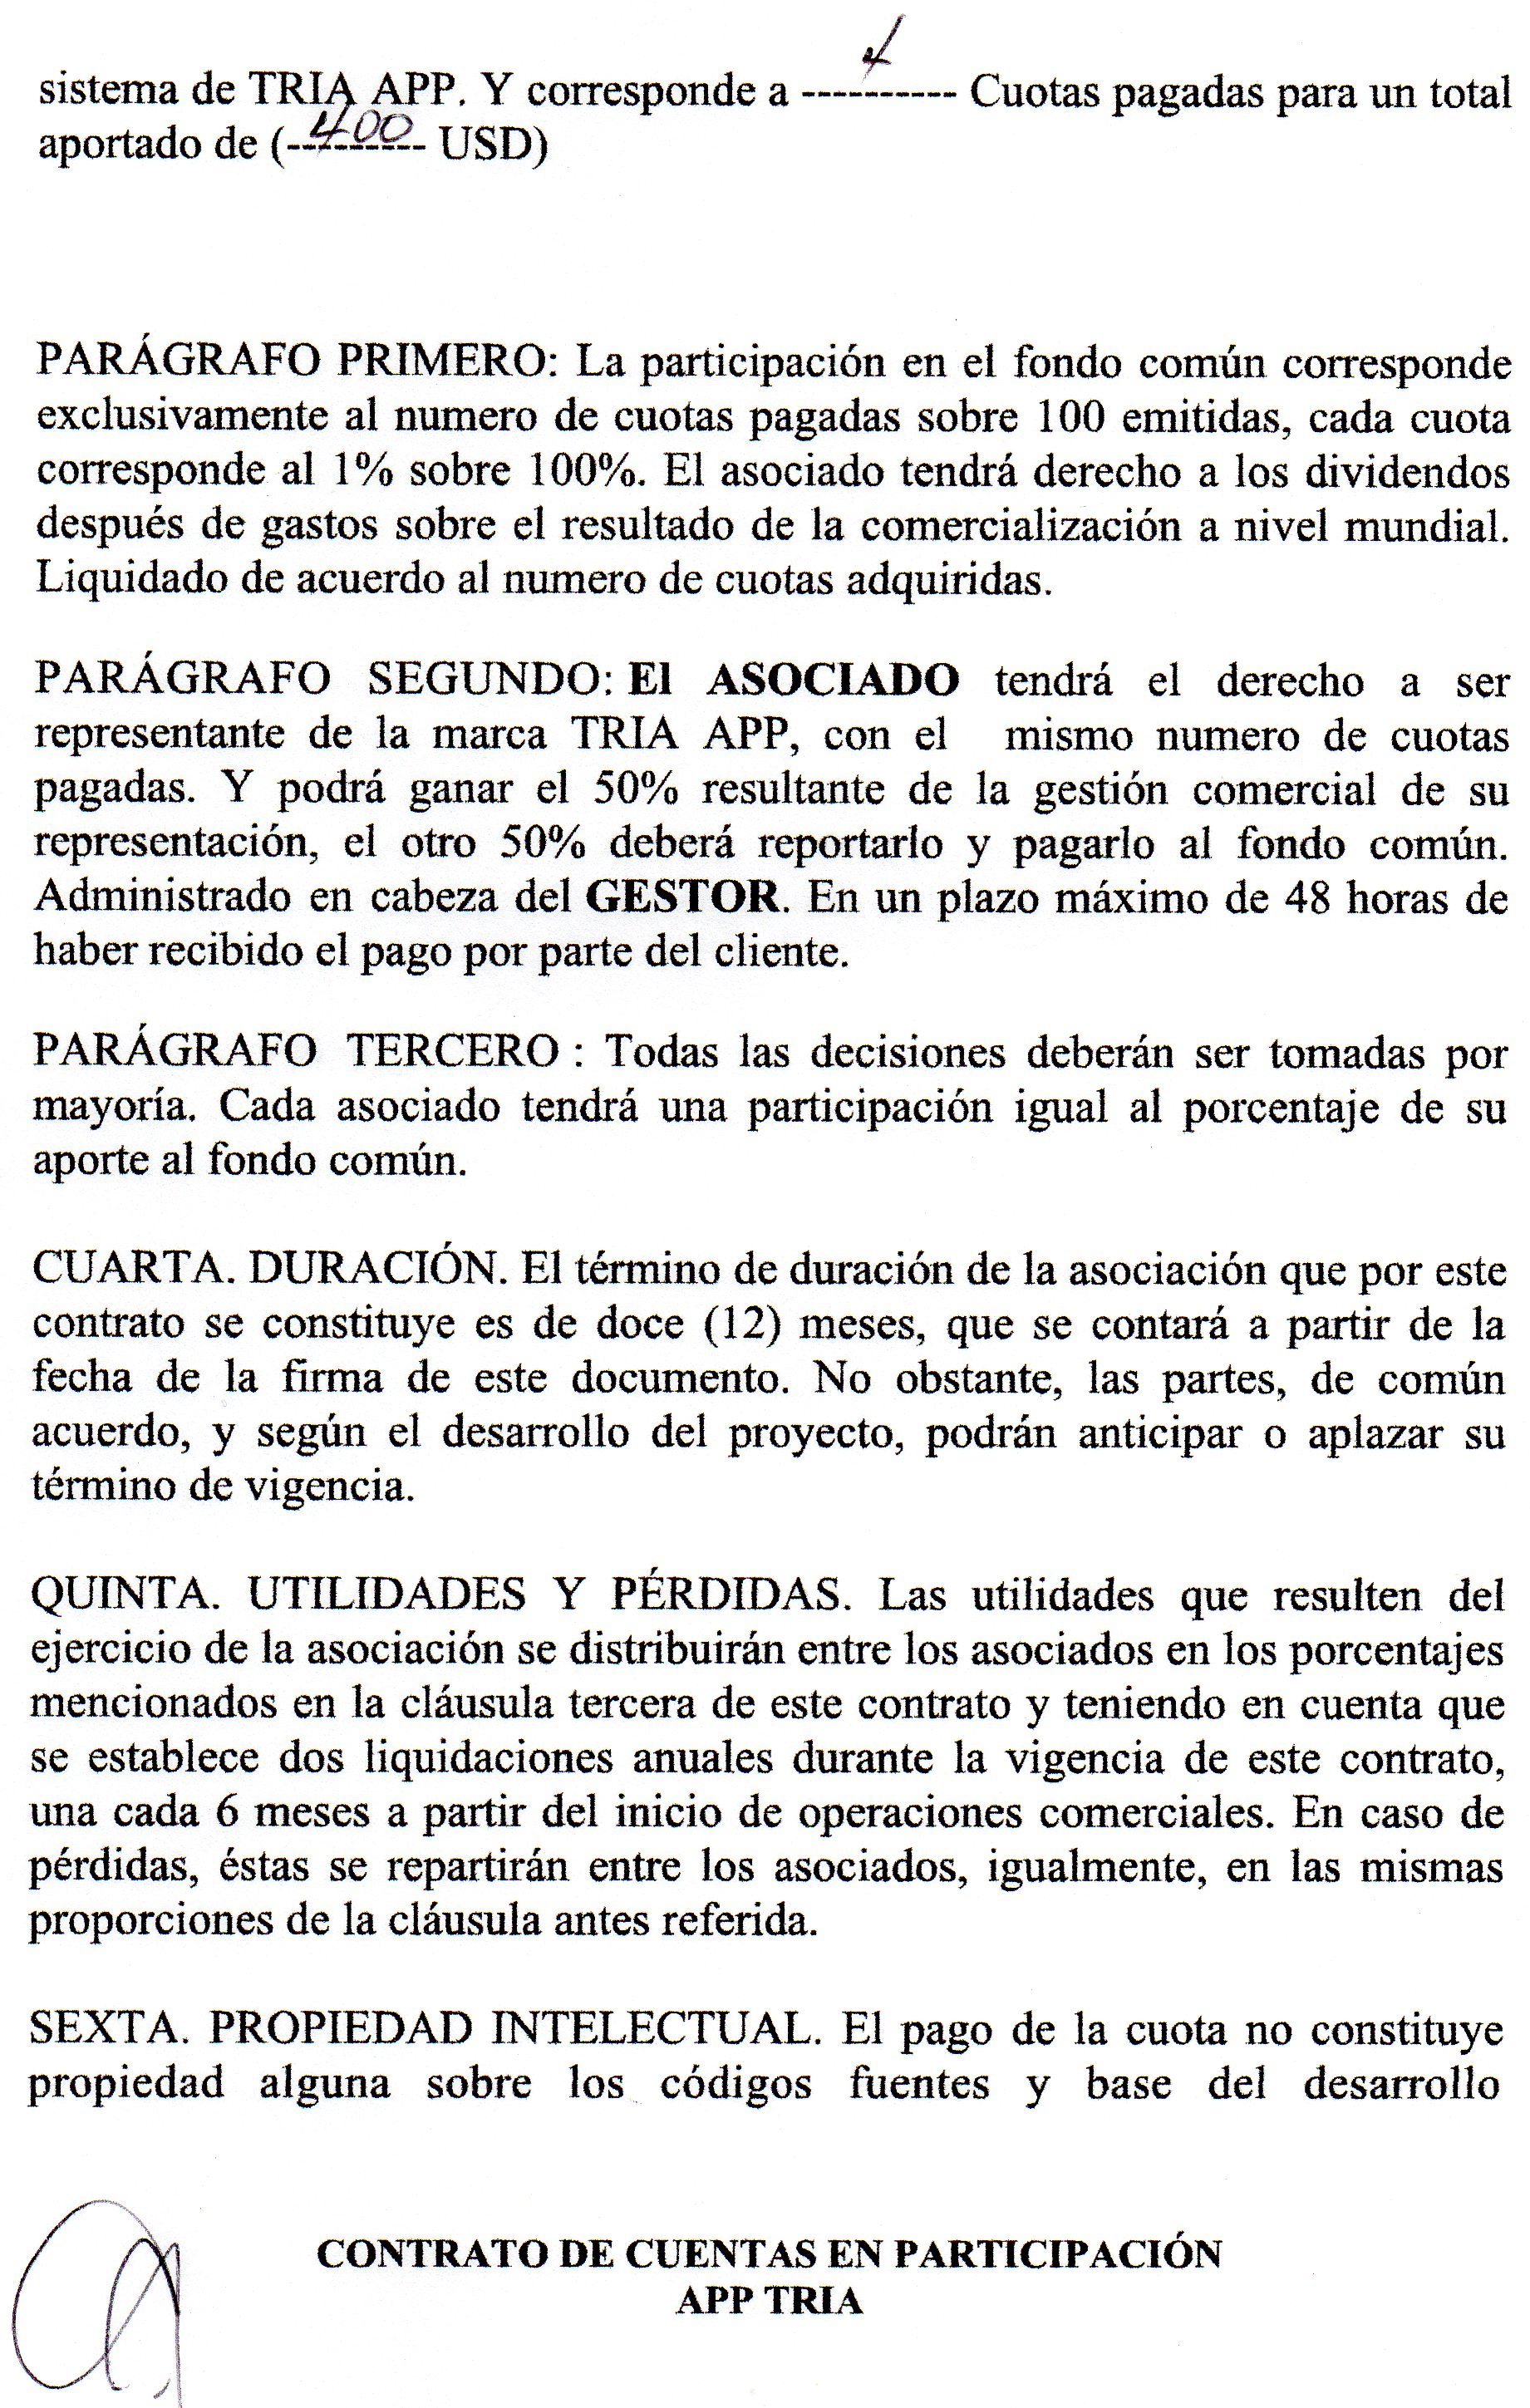 sistema de TRIA APP. Y corresponde a ---4--- Cuotas pagadas para un total
aportado de (--400-- USD)
PARÁGRAFO PRIMERO: La participación en el fondo común corresponde
exclusivamente al numero de cuotas pagadas sobre 100 emitidas, cada cuota
corresponde al 1% sobre 100%. El asociado tendrá derecho a los dividendos
después de gastos sobre el resultado de la comercialización a nivel mundial.
Liquidado de acuerdo al numero de cuotas adquiridas.
PARÁGRAFO SEGUNDO: El ASOCIADO tendrá el derecho a ser
representante de la marca TRIA APP, con el mismo numero de cuotas
pagadas. Y podrá ganar el 50% resultante de la gestión comercial de su
representación, el otro 50% deberá reportarlo y pagarlo al fondo común.
Administrado en cabeza del GESTOR. En un plazo máximo de 48 horas de
haber recibido el pago por parte del cliente.
PARÁGRAFO TERCERO : Todas las decisiones deberán ser tomadas por
mayoría. Cada asociado tendrá una participación igual al porcentaje de su
aporte al fondo común.
CUARTA. DURACIÓN. El término de duración de la asociación que por este
contrato se constituye es de doce (12) meses, que se contará a partir de la
fecha de la firma de este documento. No obstante, las partes, de común
acuerdo, y según el desarrollo del proyecto, podrán anticipar o aplazar su
término de vigencia.
QUINTA. UTILIDADES Y PÉRDIDAS. Las utilidades que resulten del
ejercicio de la asociación se distribuirán entre los asociados en los porcentajes
mencionados en la cláusula tercera de este contrato y teniendo en cuenta que
se establece dos liquidaciones anuales durante la vigencia de este contrato,
una cada 6 meses a partir del inicio de operaciones comerciales. En caso de
pérdidas, éstas se repartirán entre los asociados, igualmente, en las mismas
proporciones de la cláusula antes referida.
SEXTA. PROPIEDAD INTELECTUAL. El pago de la cuota no constituye
propiedad alguna sobre los códigos fuentes y base del desarrollo
CONTRATO DE CUENTAS EN PARTICIPACIÓN
APP TRIA